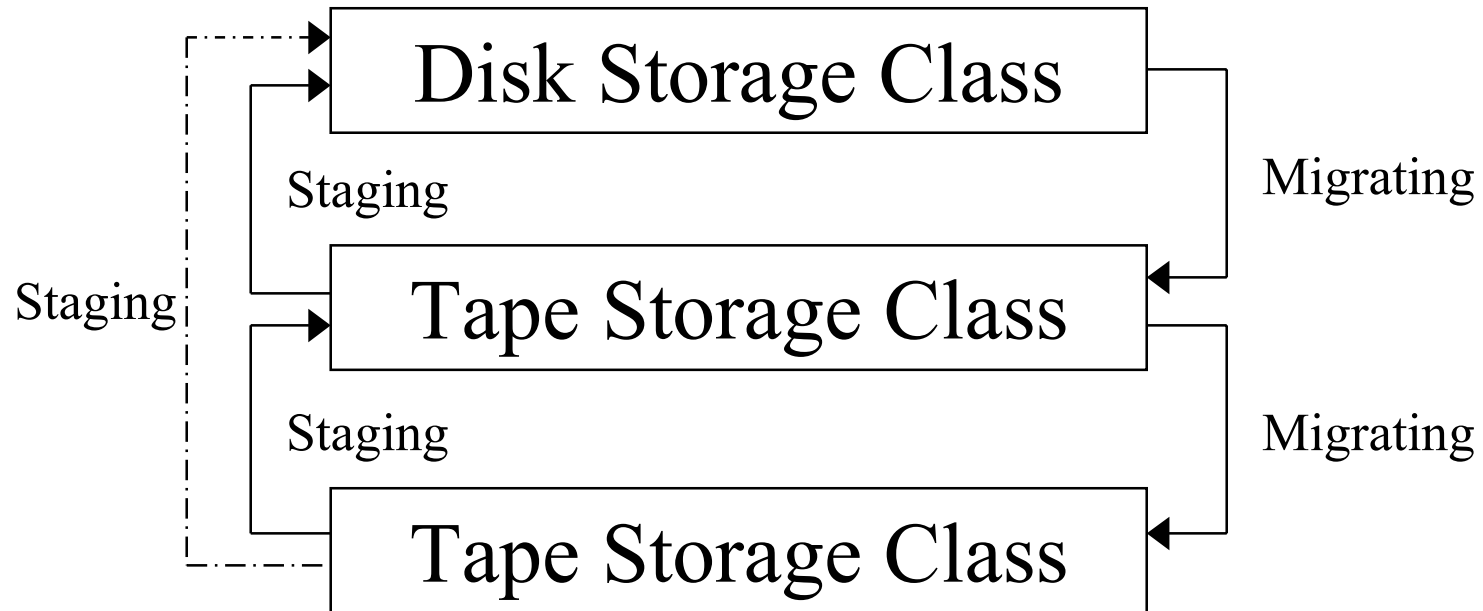 Disk Storage Class
Staging
Migrating
Staging
Tape Storage Class
Staging
Migrating
Tape Storage Class